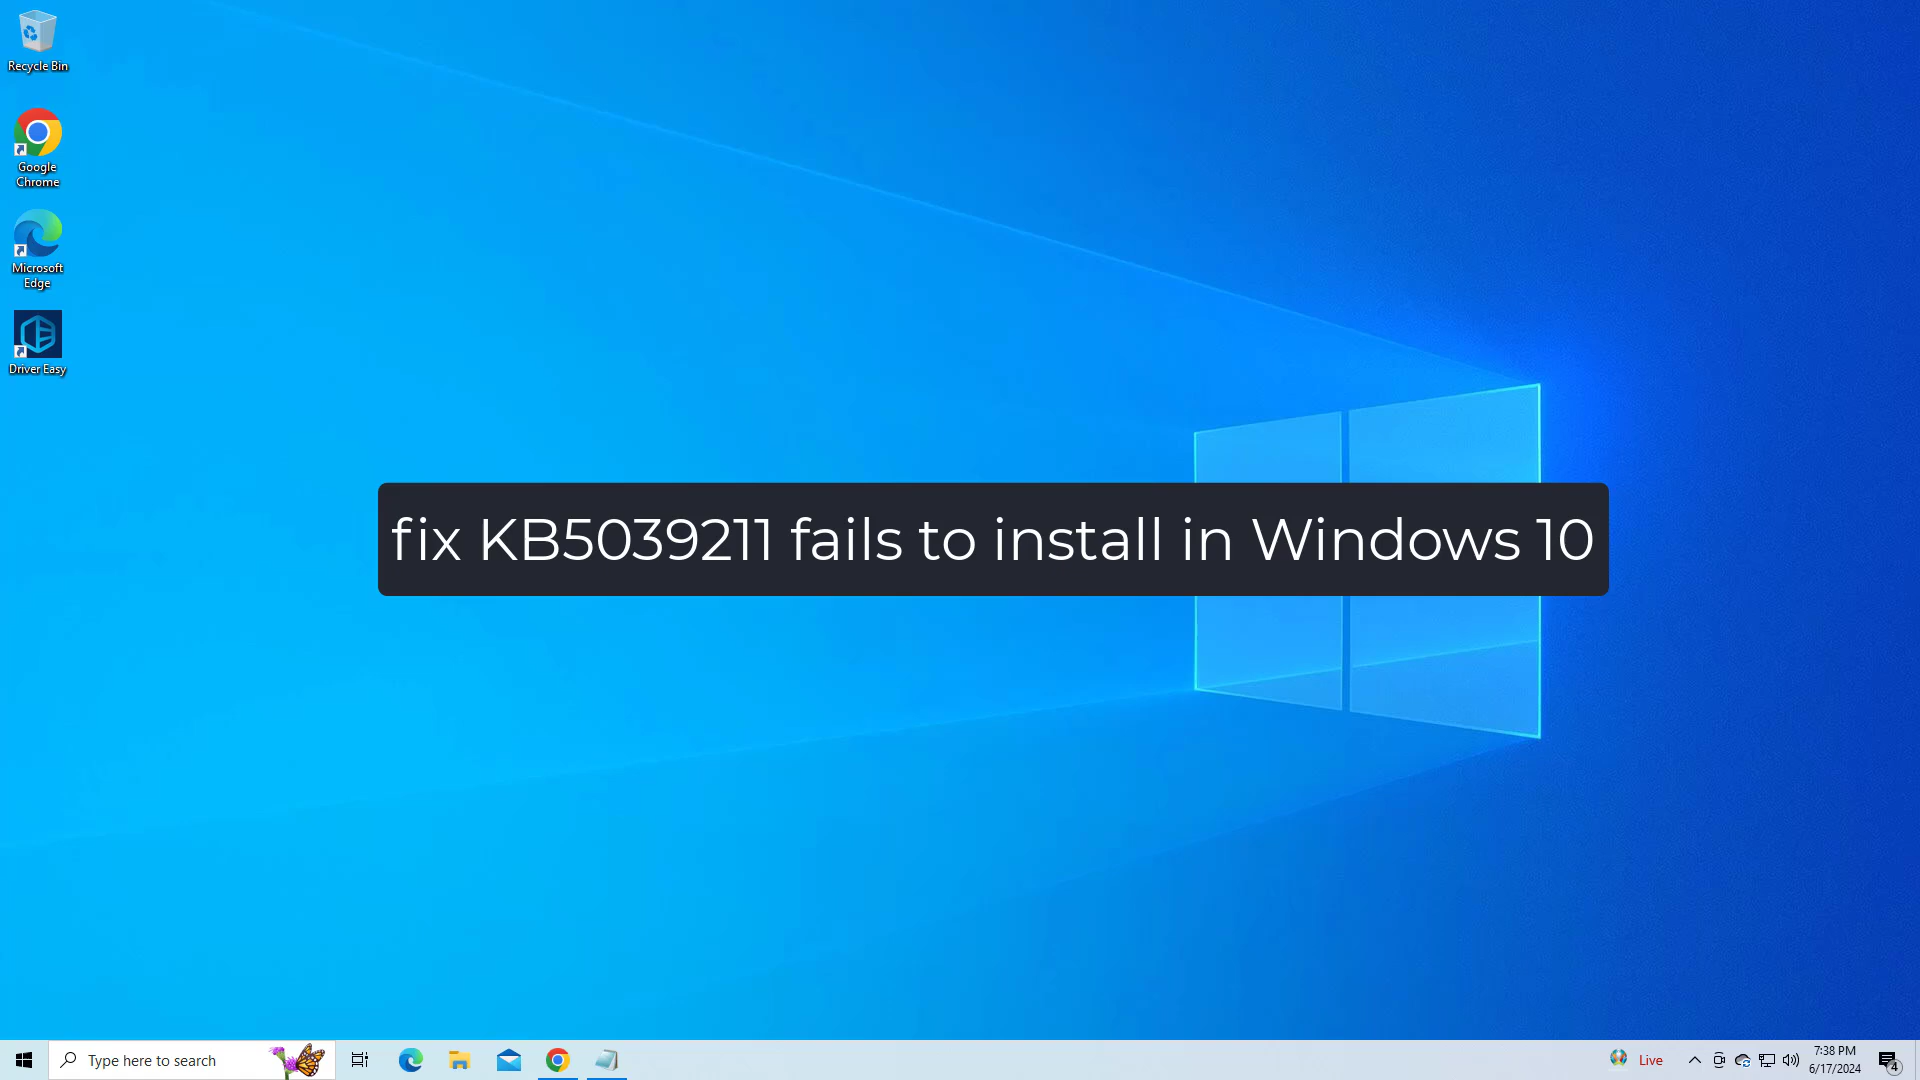 Recycle Bin
Google
Chrome
Microsoft
Edge
Driver Easy
fix KB5039211 fails to install in Windows 10
Type here to search
Live
7:38 PM
6/17/2024
4